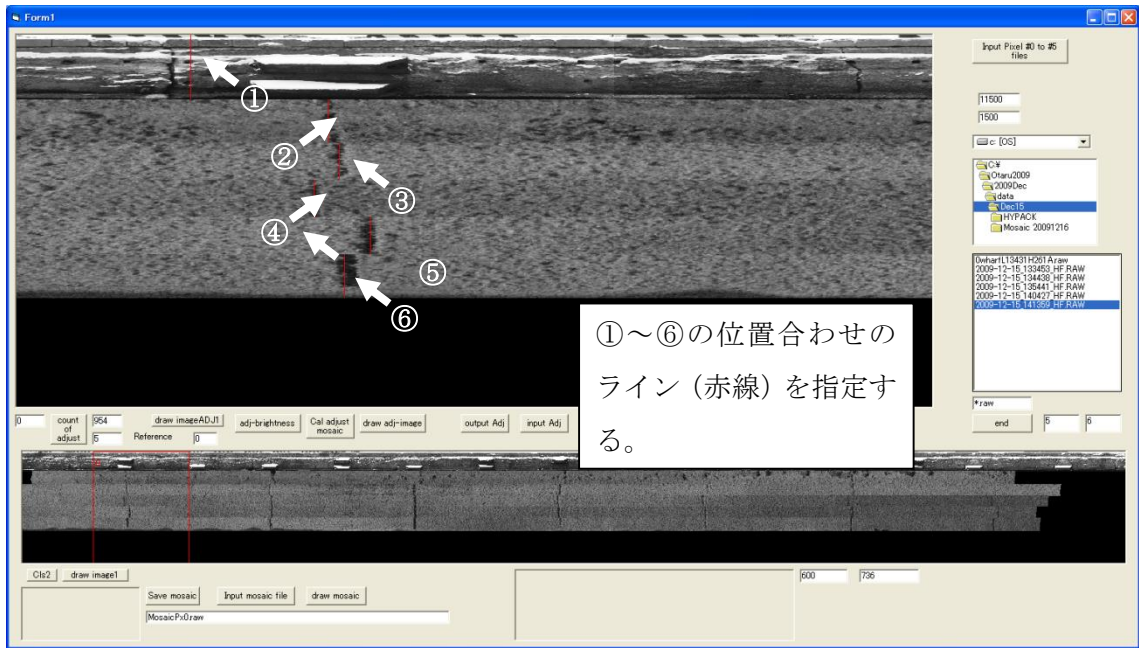 Form1
①
②
③
④
⑤
⑥
①～⑥の位置合わせの
ライン（赤線）を指定す
る。
Input Pixel #0 to #5
files
11500
1500
c: [OS]
C:¥
Otaru2009
2009Dec
data
Dec15
HYPACK
Mosaic 20091216
0wharfL13431H261A.raw
2009-12-15_133453_HF.RAW
2009-12-15_134438_HF.RAW
2009-12-15_135441_HF.RAW
2009-12-15_140427_HF.RAW
2009-12-15_141359_HF.RAW
*raw
end
5
6
0
count
of
adjust
954
5
draw imageADJ1
Reference
0
adj-brightness
Cal adjust
mosaic
draw adj-image
output Adj
input Adj
Cls2
draw image1
600
736
Save mosaic
Input mosaic file
draw mosaic
MosaicPx0.raw